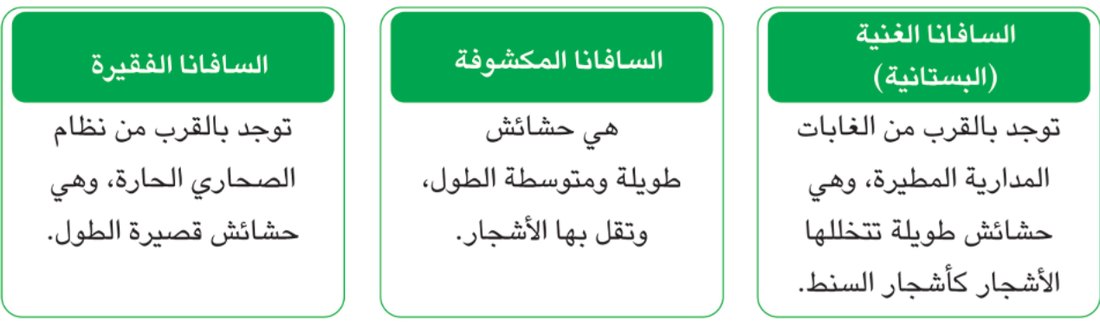 السافانا الغنية
(البستانية)
توجد بالقرب من الغابات
المدارية المطيرة، وهي
حشائش طويلة تتخللها
الأشجار كأشجار السنط.
السافانا المكشوفة
هي حشائش
طويلة ومتوسطة الطول،
وتقل بها الأشجار.
السافانا الفقيرة
توجد بالقرب من نظام
الصحاري الحارة، وهي
حشائش قصيرة الطول.